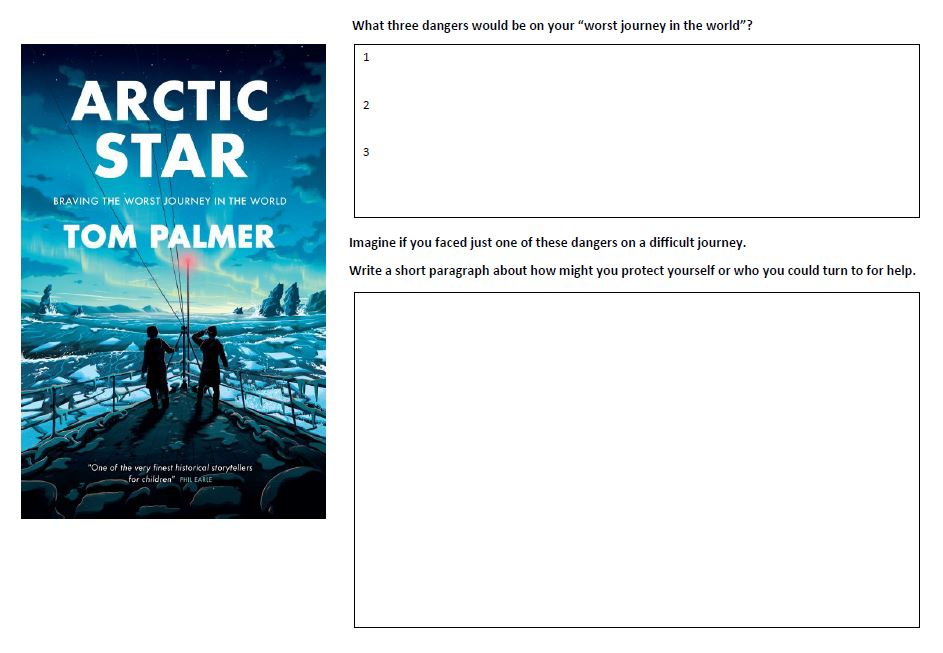 What three dangers would be on your “worst journey in the world”?
1
2
3
ARCTIC
STAR
BRAVING THE WORST JOURNEY IN THE WORLD
TOM PALMER
"One of the very finest historical storytellers
for children" PHIL EARLE
Imagine if you faced just one of these dangers on a difficult journey.
Write a short paragraph about how might you protect yourself or who you could turn to for help.